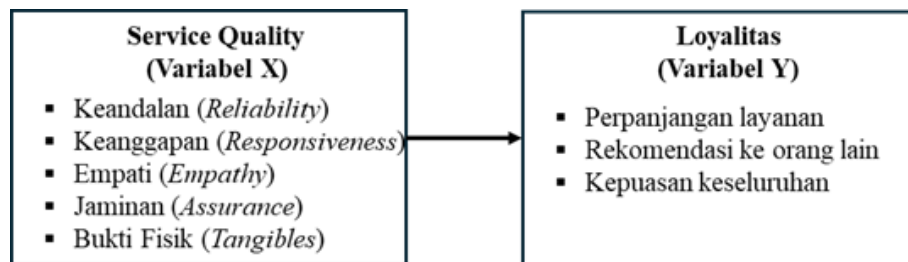 Service Quality
(Variabel X)
▪ Keandalan (Reliability)
▪ Keanggapan (Responsiveness)
▪ Empati (Empathy)
▪ Jaminan (Assurance)
▪ Bukti Fisik (Tangibles)
Loyalitas
(Variabel Y)
▪ Perpanjangan layanan
▪ Rekomendasi ke orang lain
▪ Kepuasan keseluruhan